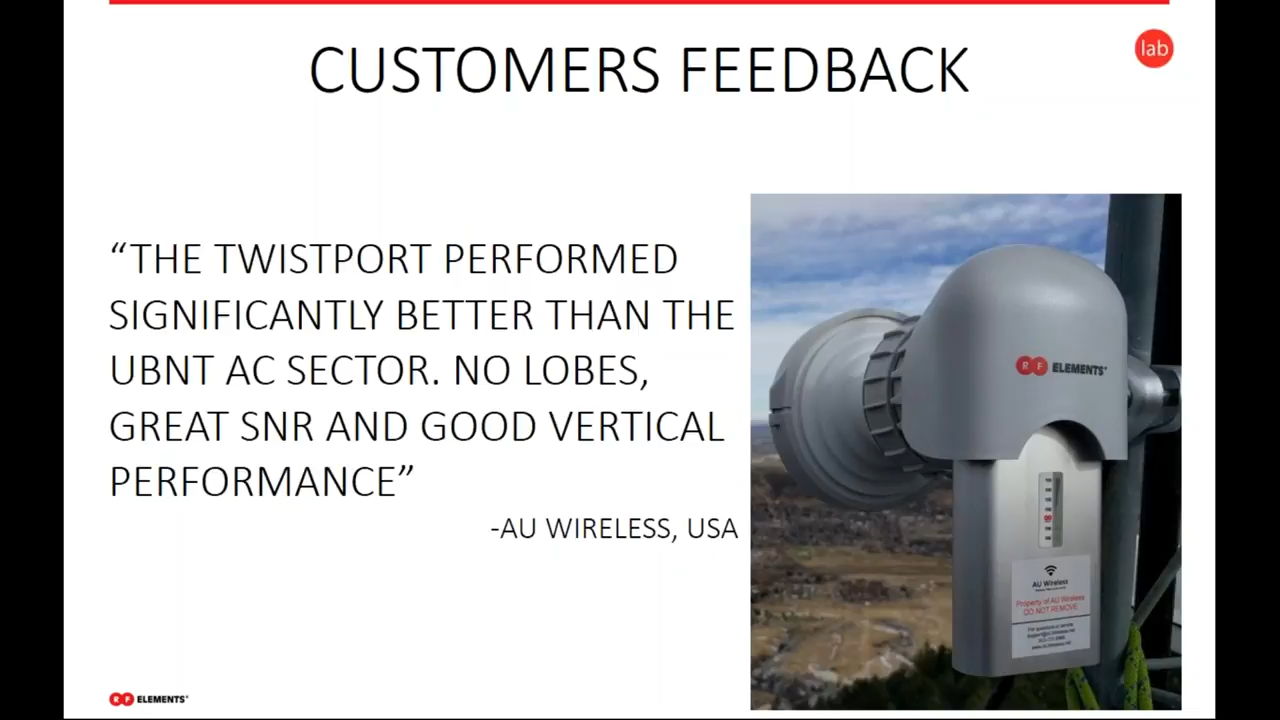 lab
CUSTOMERS FEEDBACK
“THE TWISTPORT PERFORMED
SIGNIFICANTLY BETTER THAN THE
UBNT AC SECTOR. NO LOBES,
GREAT SNR AND GOOD VERTICAL
PERFORMANCE”
-AU WIRELESS, USA
RF ELEMENTS
AU Wireless
Property of AU Wireless
DO NOT REMOVE
RF ELEMENTS